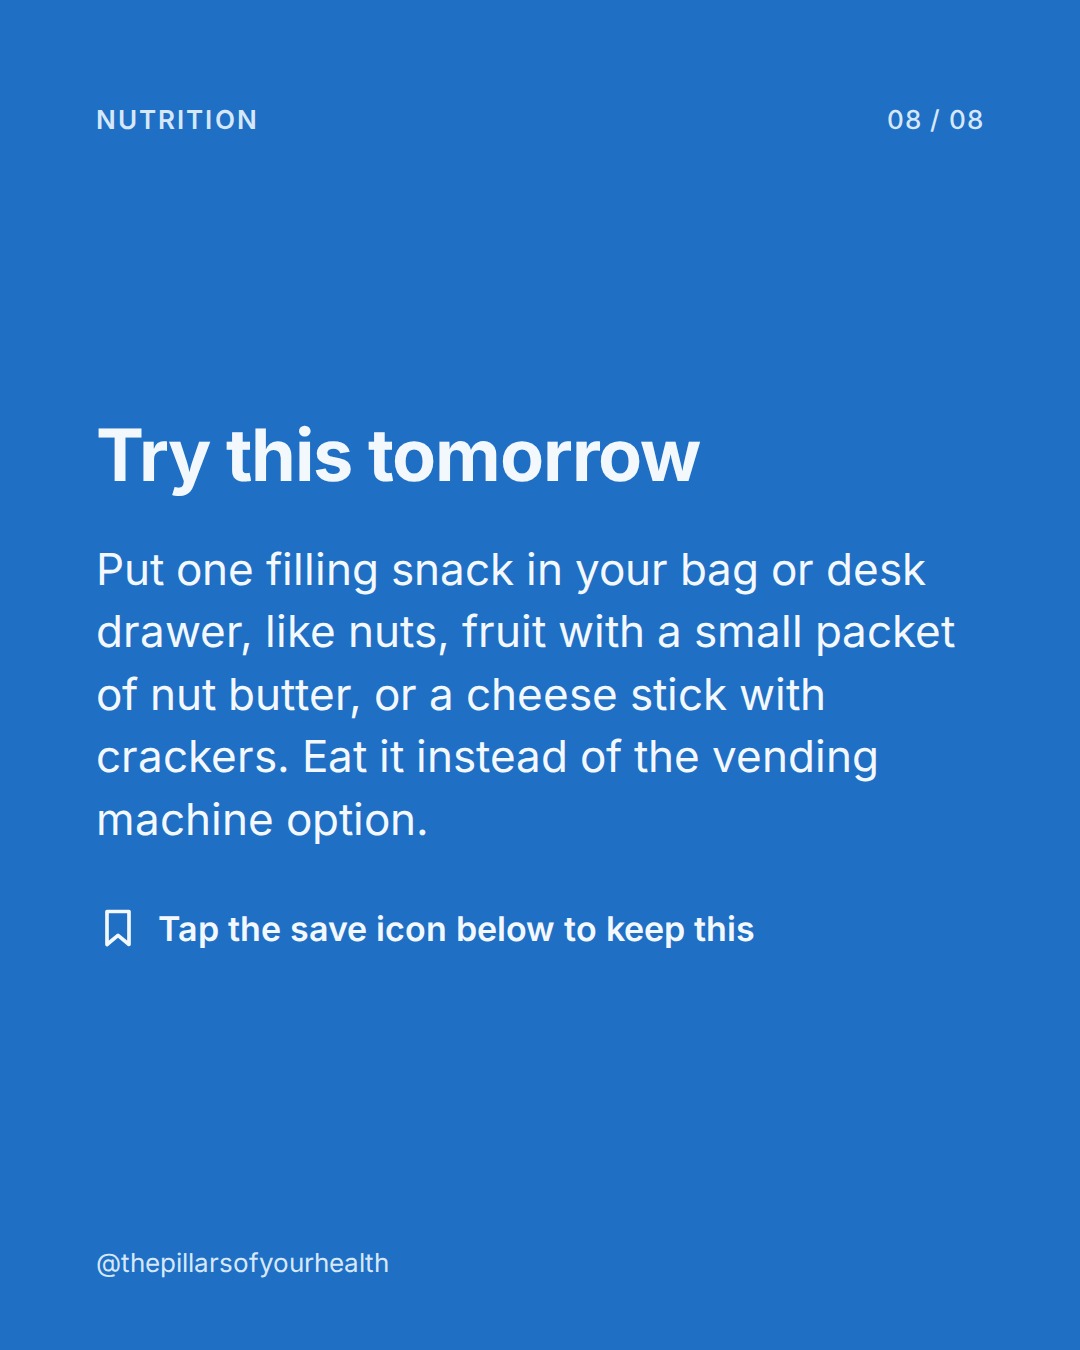 NUTRITION
08 / 08
Try this tomorrow
Put one filling snack in your bag or desk
drawer, like nuts, fruit with a small packet
of nut butter, or a cheese stick with
crackers. Eat it instead of the vending
machine option.
Tap the save icon below to keep this
@thepillarsofyourhealth